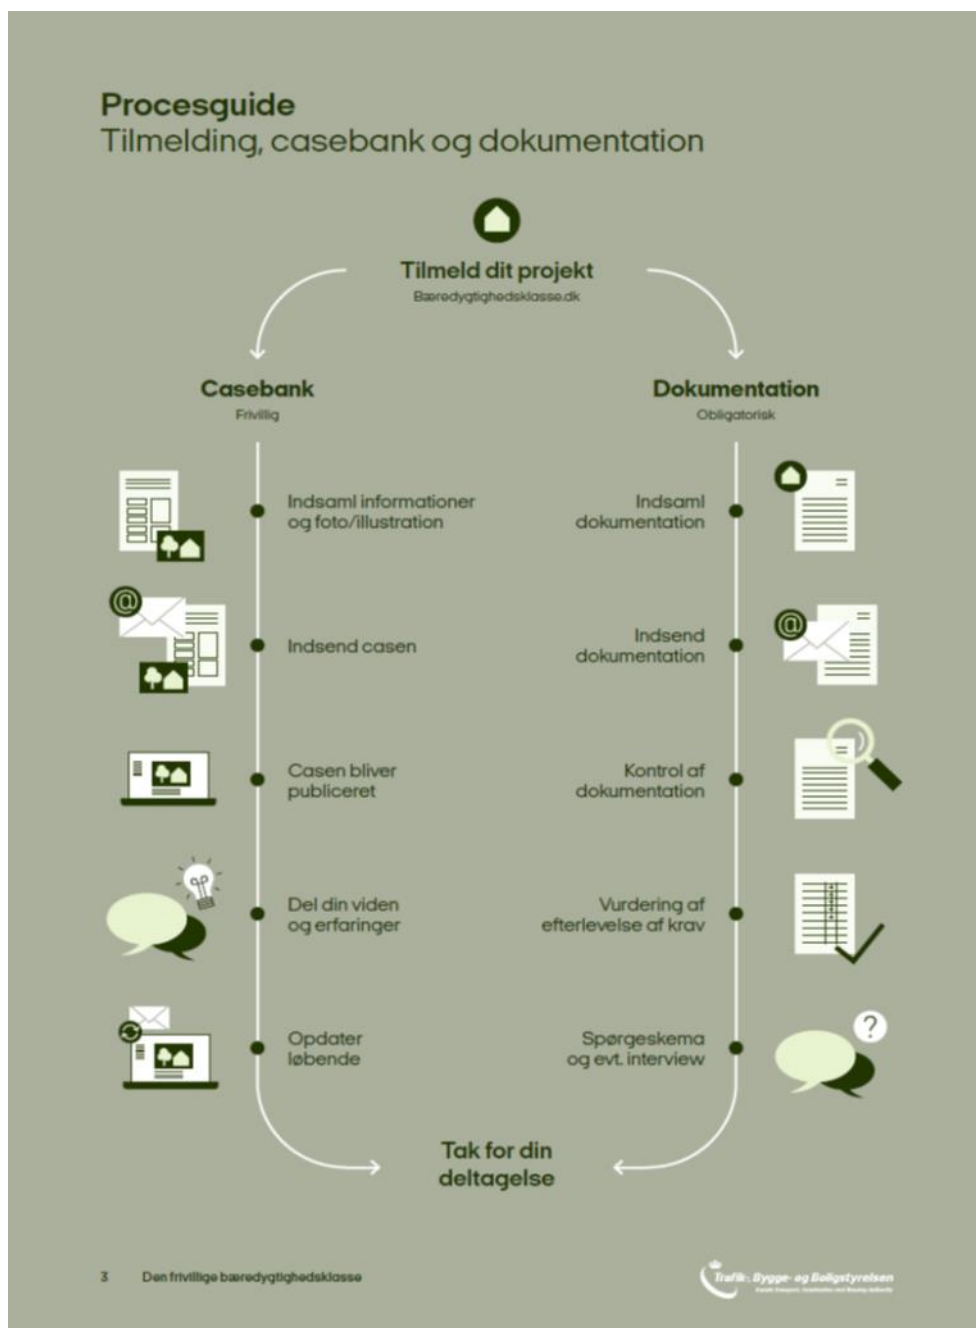 Procesguide
Tilmelding, casebank og dokumentation
Tilmeld dit projekt
Bæredygtighedsklasse.dk
Casebank
Frivillig
Indsaml informationer
og foto/illustration
@
Indsend casen
Casen bliver
publiceret
Del din viden
og erfaringer
Opdater
løbende
Dokumentation
Obligatorisk
Indsaml
dokumentation
@
Indsend
dokumentation
Kontrol af
dokumentation
Vurdering af
efterlevelse af krav
?
Spørgeskema
og evt. interview
Tak for din
deltagelse
3 Den frivillige bæredygtighedsklasse
Trafik-, Bygge- og Boligstyrelsen